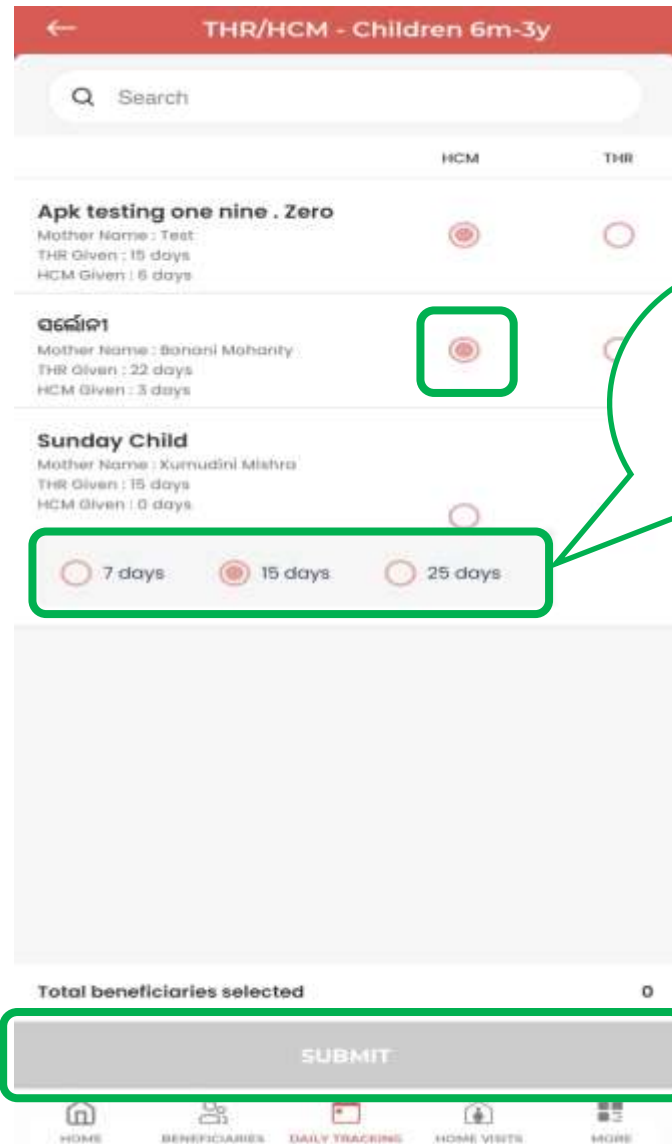 THR/HCM - Children 6m-3y
Search
HCM THR
Apk testing one nine . Zero
Mother Name : Test
THR Given : 15 days
HCM Given : 6 days
Mother Name : Banani Mohanty
THR Given : 22 days
HCM Given : 3 days
Sunday Child
Mother Name : Kumudini Mishra
THR Given : 15 days
HCM Given : 0 days
7 days 15 days 25 days
Total beneficiaries selected 0
SUBMIT
HOME BENEFICIARIES DAILY TRACKING HOME VISITS MORE